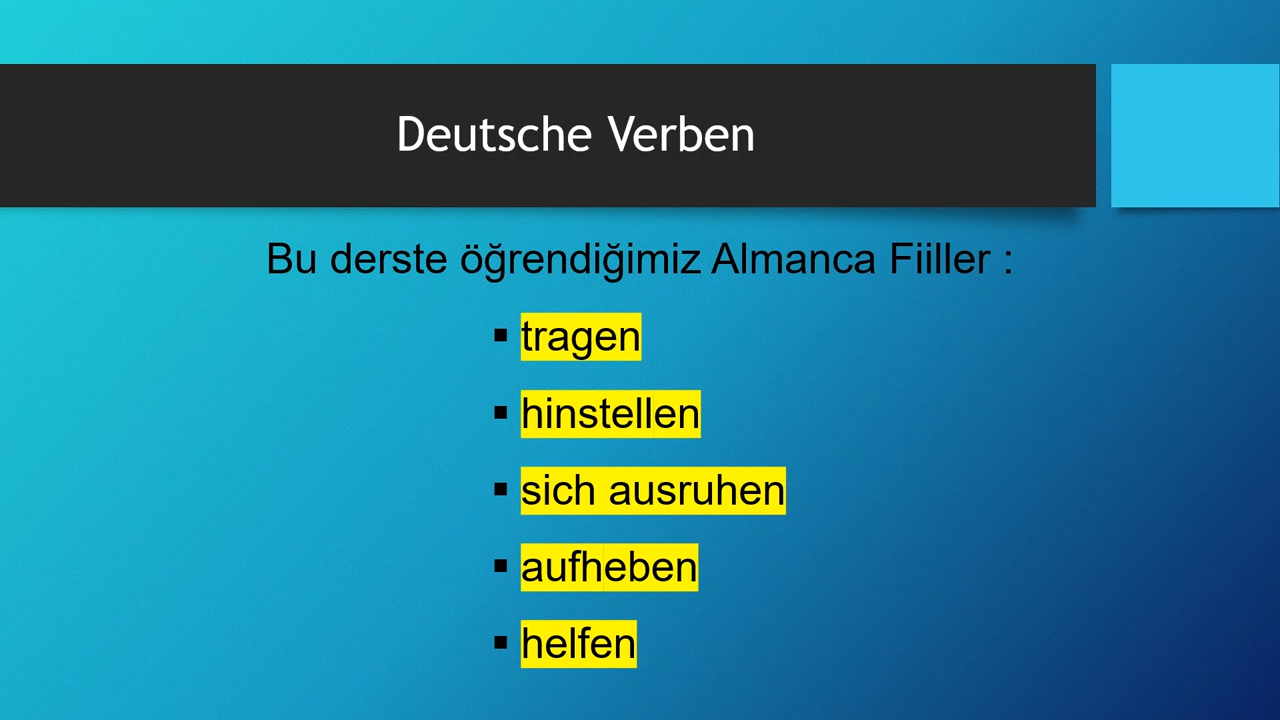 Deutsche Verben
Bu derste öğrendiğimiz Almanca Fiiller :
▪ tragen
▪ hinstellen
▪ sich ausruhen
▪ aufheben
▪ helfen